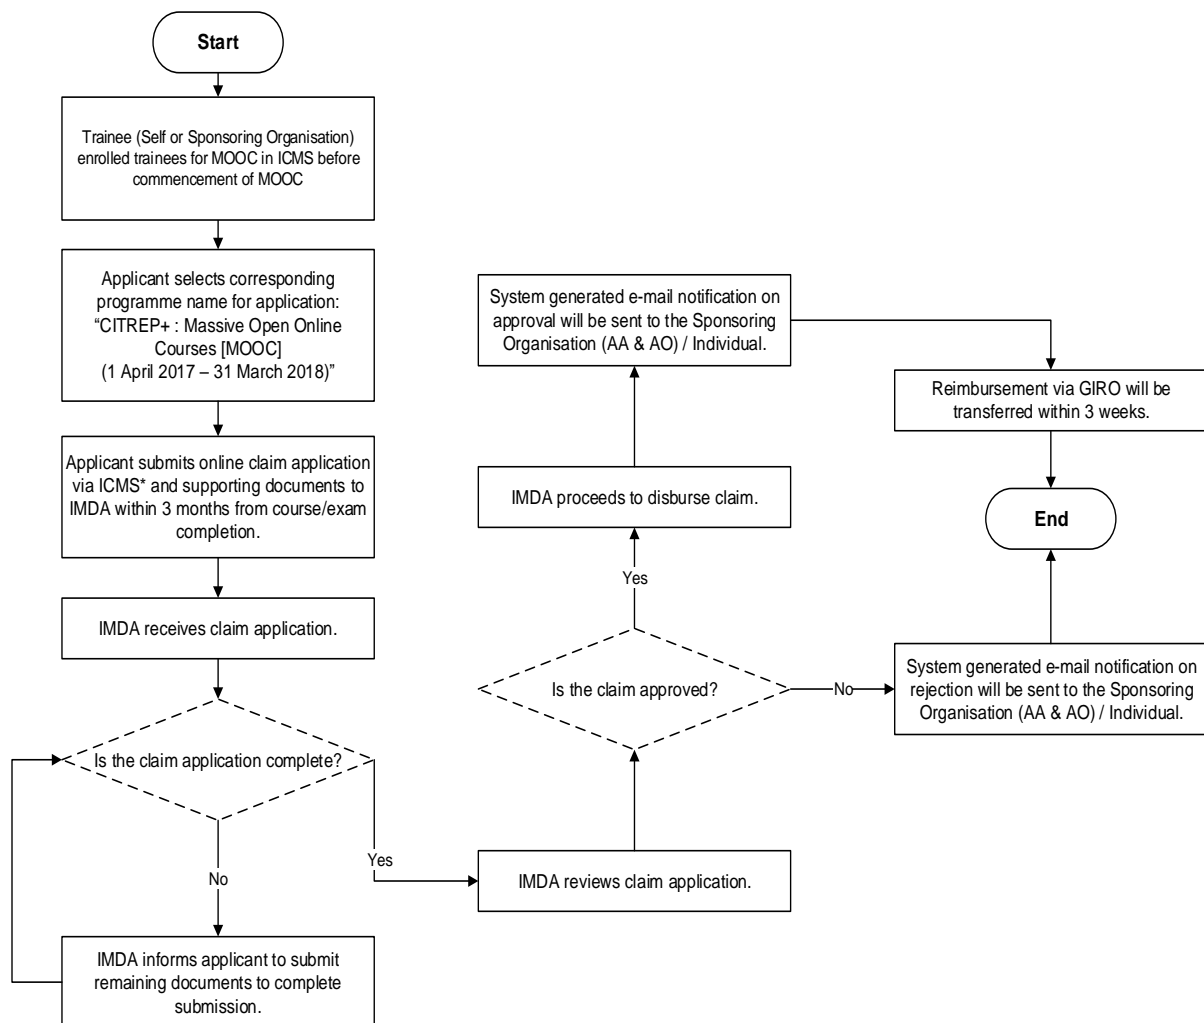 Start
Trainee (Self or Sponsoring Organisation)
enrolled trainees for MOOC in ICMS before
commencement of MOOC
Applicant selects corresponding
programme name for application:
“CITREP+ : Massive Open Online
Courses [MOOC]
(1 April 2017 – 31 March 2018)”
Applicant submits online claim application
via ICMS* and supporting documents to
IMDA within 3 months from course/exam
completion.
IMDA receives claim application.
Is the claim application complete?
No
IMDA informs applicant to submit
remaining documents to complete
submission.
Yes
IMDA reviews claim application.
Is the claim approved?
Yes
IMDA proceeds to disburse claim.
System generated e-mail notification on
approval will be sent to the Sponsoring
Organisation (AA & AO) / Individual.
Reimbursement via GIRO will be
transferred within 3 weeks.
No
System generated e-mail notification on
rejection will be sent to the Sponsoring
Organisation (AA & AO) / Individual.
End